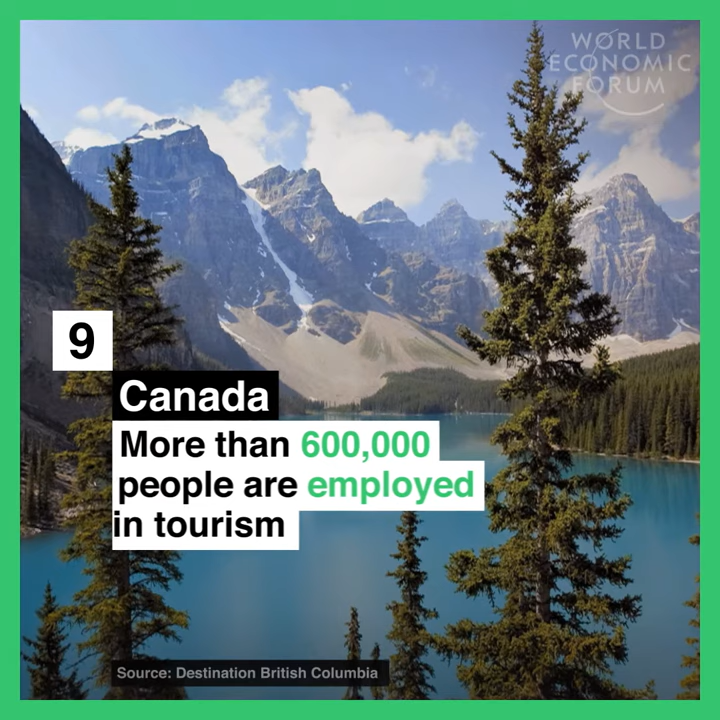 WORLD
ECONOMIC
FORUM
9
Canada
More than 600,000
people are employed
in tourism
Source: Destination British Columbia